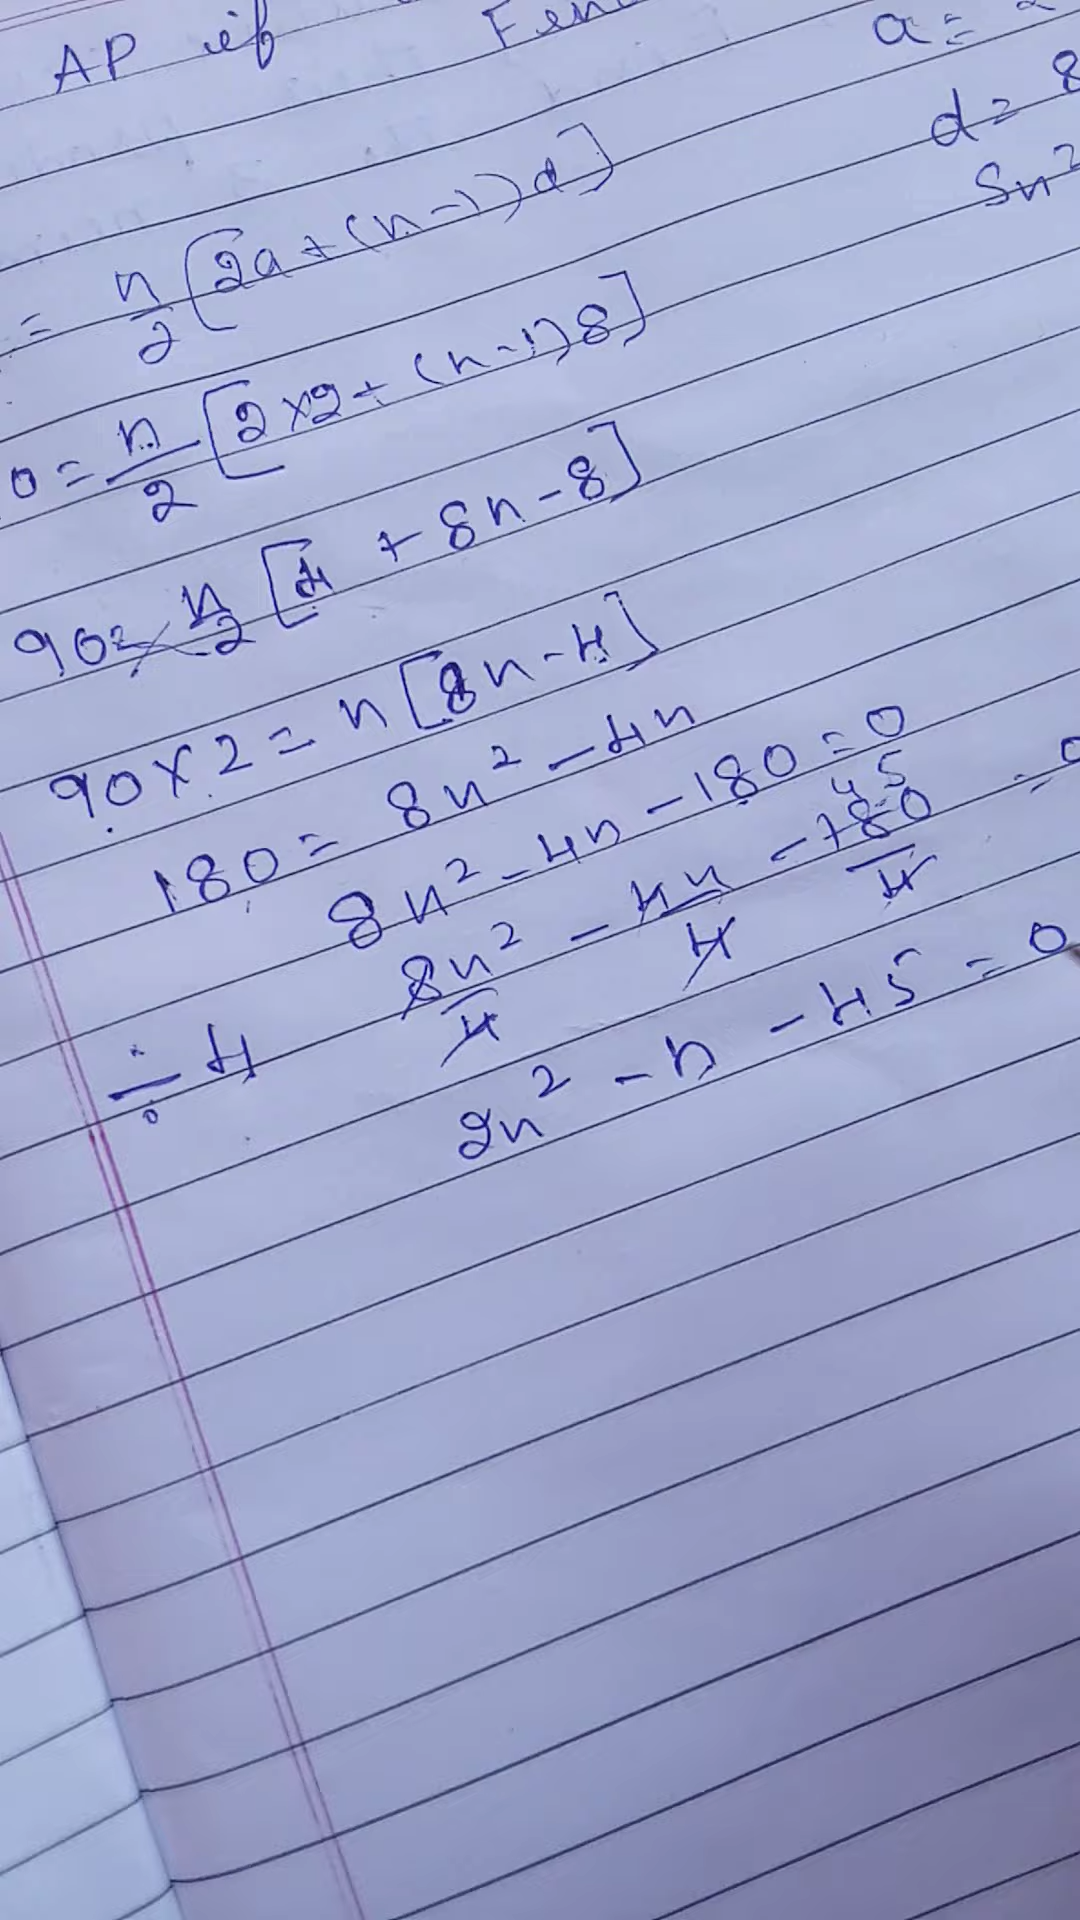 AP if
a =
d = 8
Sn =
= n/2 [2a + (n-1)d]
0 = n/2 [2×2 + (n-1)8]
90 = n/2 [4 + 8n - 8]
90 × 2 = n [8n - 4]
180 = 8n² - 4n
8n² - 4n - 180 = 0
÷ 4 8n²/4 - 4n/4 - 180/4 = 0
45
2n² - n - 45 = 0